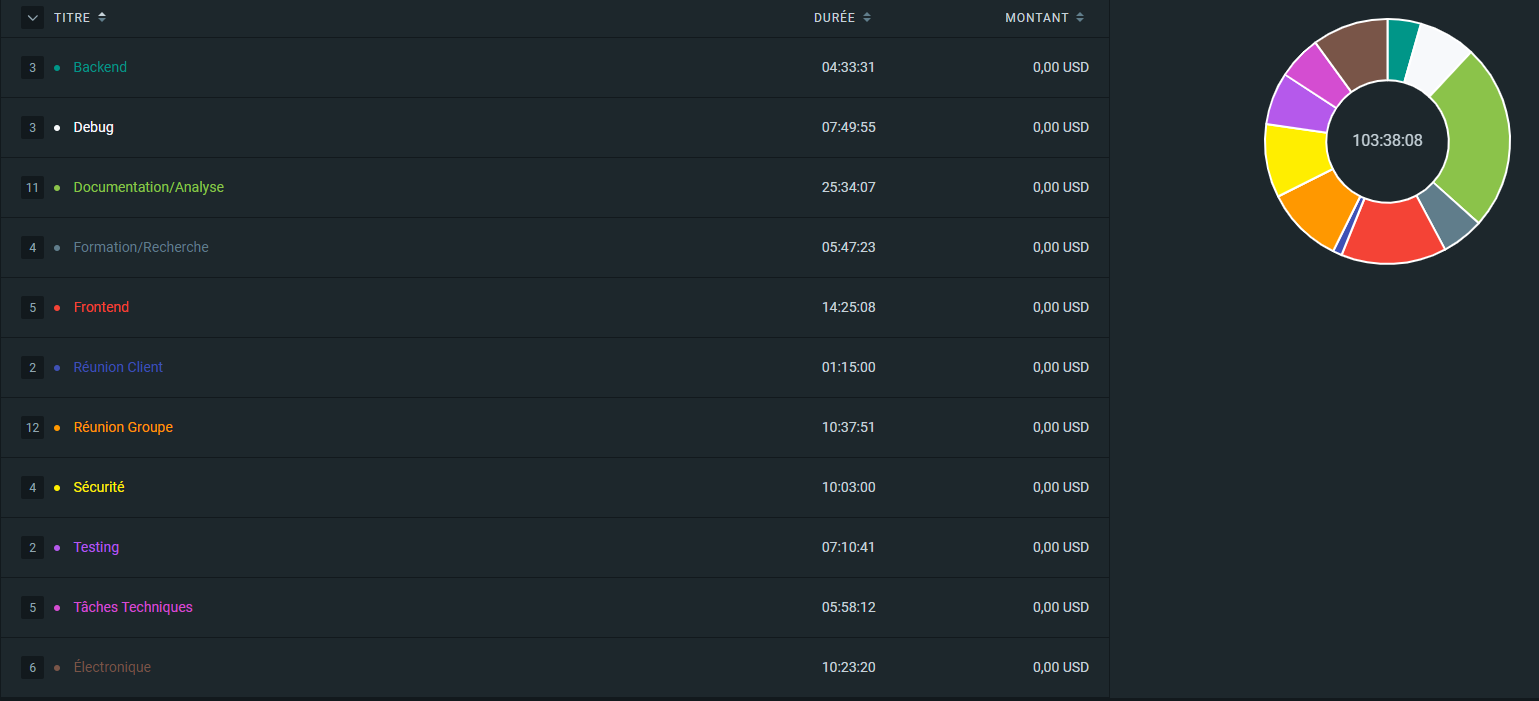 TITRE DURÉE MONTANT
3 Backend 04:33:31 0,00 USD
3 Debug 07:49:55 0,00 USD
11 Documentation/Analyse 25:34:07 0,00 USD
4 Formation/Recherche 05:47:23 0,00 USD
5 Frontend 14:25:08 0,00 USD
2 Réunion Client 01:15:00 0,00 USD
12 Réunion Groupe 10:37:51 0,00 USD
4 Sécurité 10:03:00 0,00 USD
2 Testing 07:10:41 0,00 USD
5 Tâches Techniques 05:58:12 0,00 USD
6 Électronique 10:23:20 0,00 USD
103:38:08